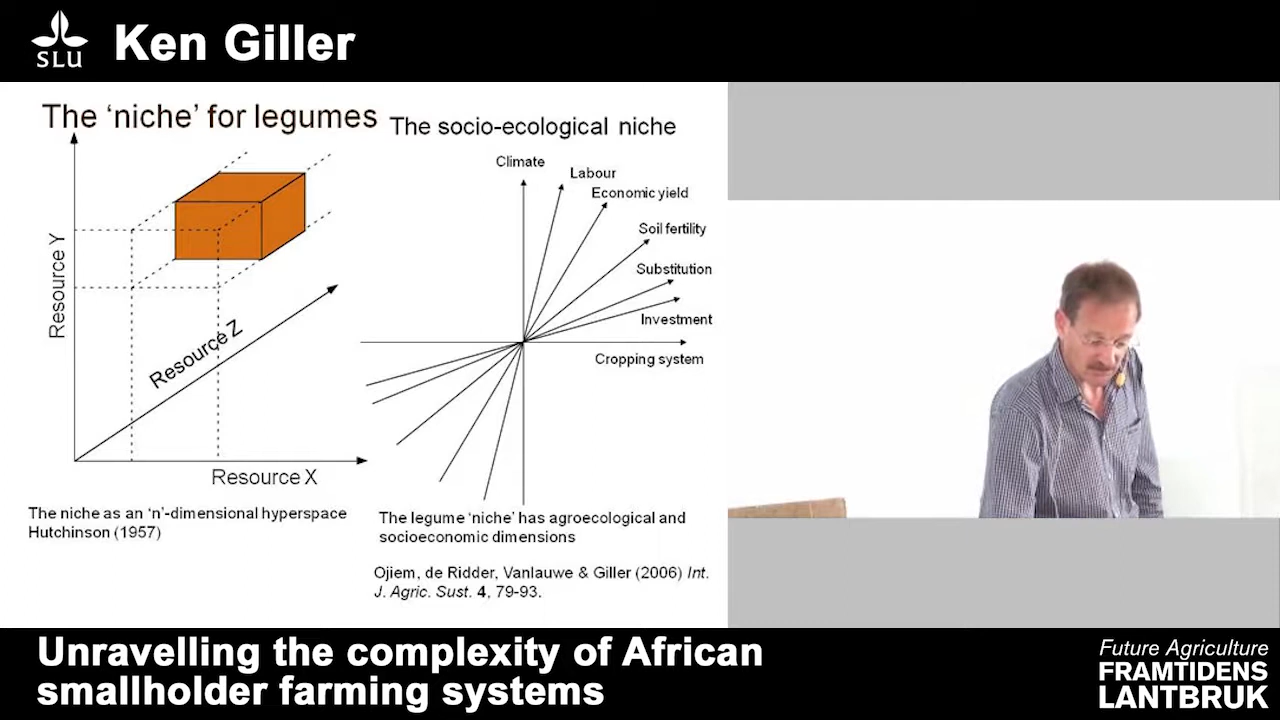 SLU
Ken Giller
The 'niche' for legumes
Resource Y
Resource Z
Resource X
The niche as an 'n'-dimensional hyperspace
Hutchinson (1957)
The socio-ecological niche
Climate
Labour
Economic yield
Soil fertility
Substitution
Investment
Cropping system
The legume 'niche' has agroecological and
socioeconomic dimensions
Ojiem, de Ridder, Vanlauwe & Giller (2006) Int.
J. Agric. Sust. 4, 79-93.
Unravelling the complexity of African
smallholder farming systems
Future Agriculture
FRAMTIDENS
LANTBRUK